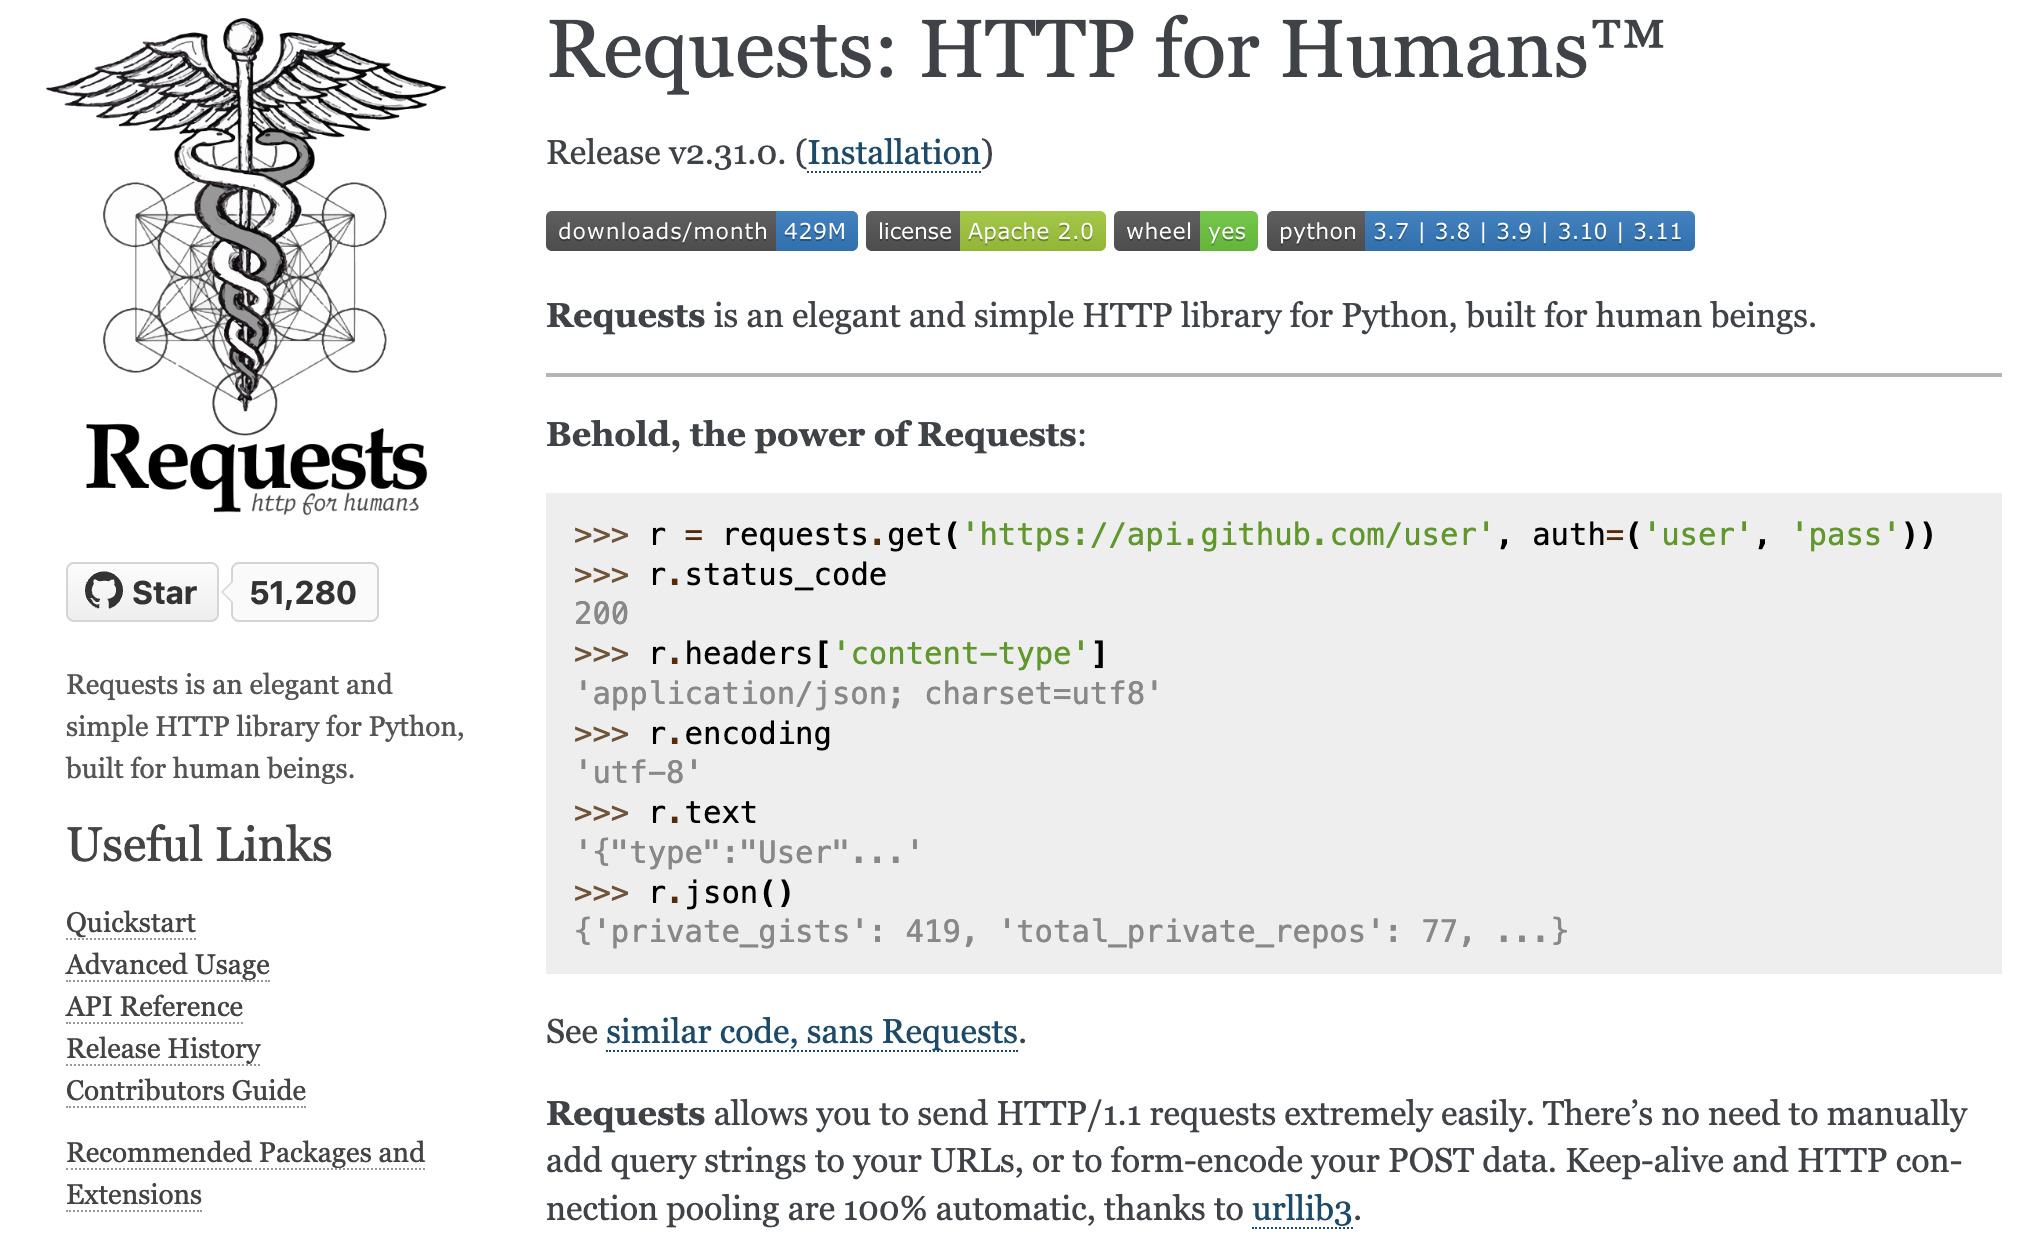 Requests
http for humans
Star
51,280
Requests is an elegant and
simple HTTP library for Python,
built for human beings.
Useful Links
Quickstart
Advanced Usage
API Reference
Release History
Contributors Guide
Recommended Packages and
Extensions
Requests: HTTP for Humans™
Release v2.31.0. (Installation)
downloads/month 429M license Apache 2.0 wheel yes python 3.7 | 3.8 | 3.9 | 3.10 | 3.11
Requests is an elegant and simple HTTP library for Python, built for human beings.
Behold, the power of Requests:
>>> r = requests.get('https://api.github.com/user', auth=('user', 'pass'))
>>> r.status_code
200
>>> r.headers['content-type']
'application/json; charset=utf8'
>>> r.encoding
'utf-8'
>>> r.text
'{"type":"User"...'
>>> r.json()
{'private_gists': 419, 'total_private_repos': 77, ...}
See similar code, sans Requests.
Requests allows you to send HTTP/1.1 requests extremely easily. There’s no need to manually
add query strings to your URLs, or to form-encode your POST data. Keep-alive and HTTP con-
nection pooling are 100% automatic, thanks to urllib3.